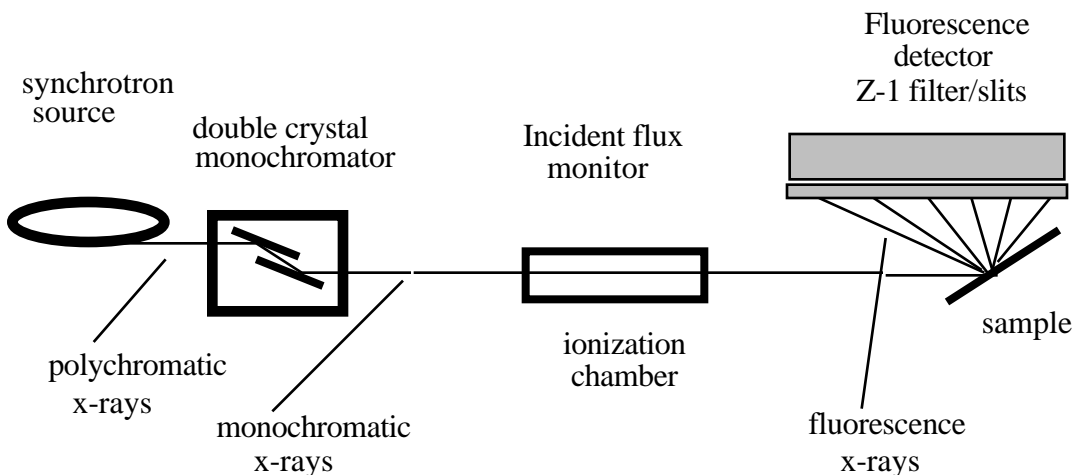 synchrotron
source
double crystal
monochromator
Incident flux
monitor
Fluorescence
detector
Z-1 filter/slits
polychromatic
x-rays
monochromatic
x-rays
ionization
chamber
fluorescence
x-rays
sample